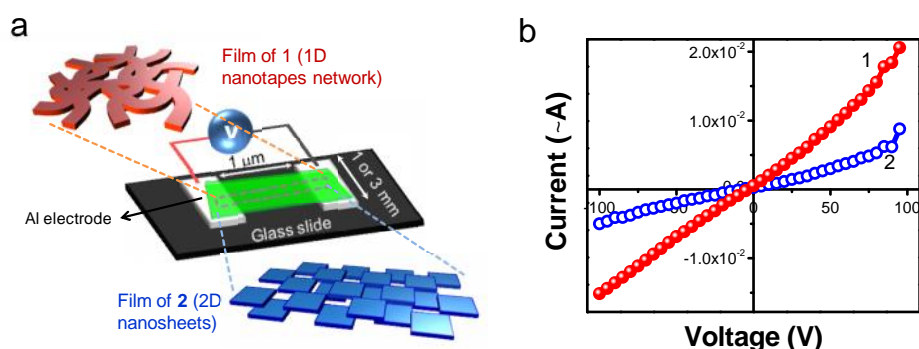 a
Film of 1 (1D
nanotapes network)
V
1 µm
1 or 3 mm
Al electrode
Glass slide
Film of 2 (2D
nanosheets)
b
2.0x10⁻²
1.0x10⁻²
0.0
-1.0x10⁻²
-100
-50
0
50
100
1
2
Current (~A)
Voltage (V)